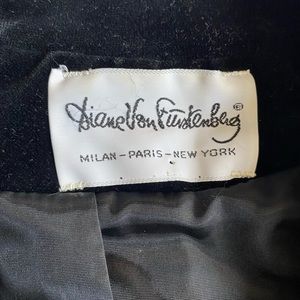 Diane Von Furstenberg ®
MILAN-PARIS-NEW YORK